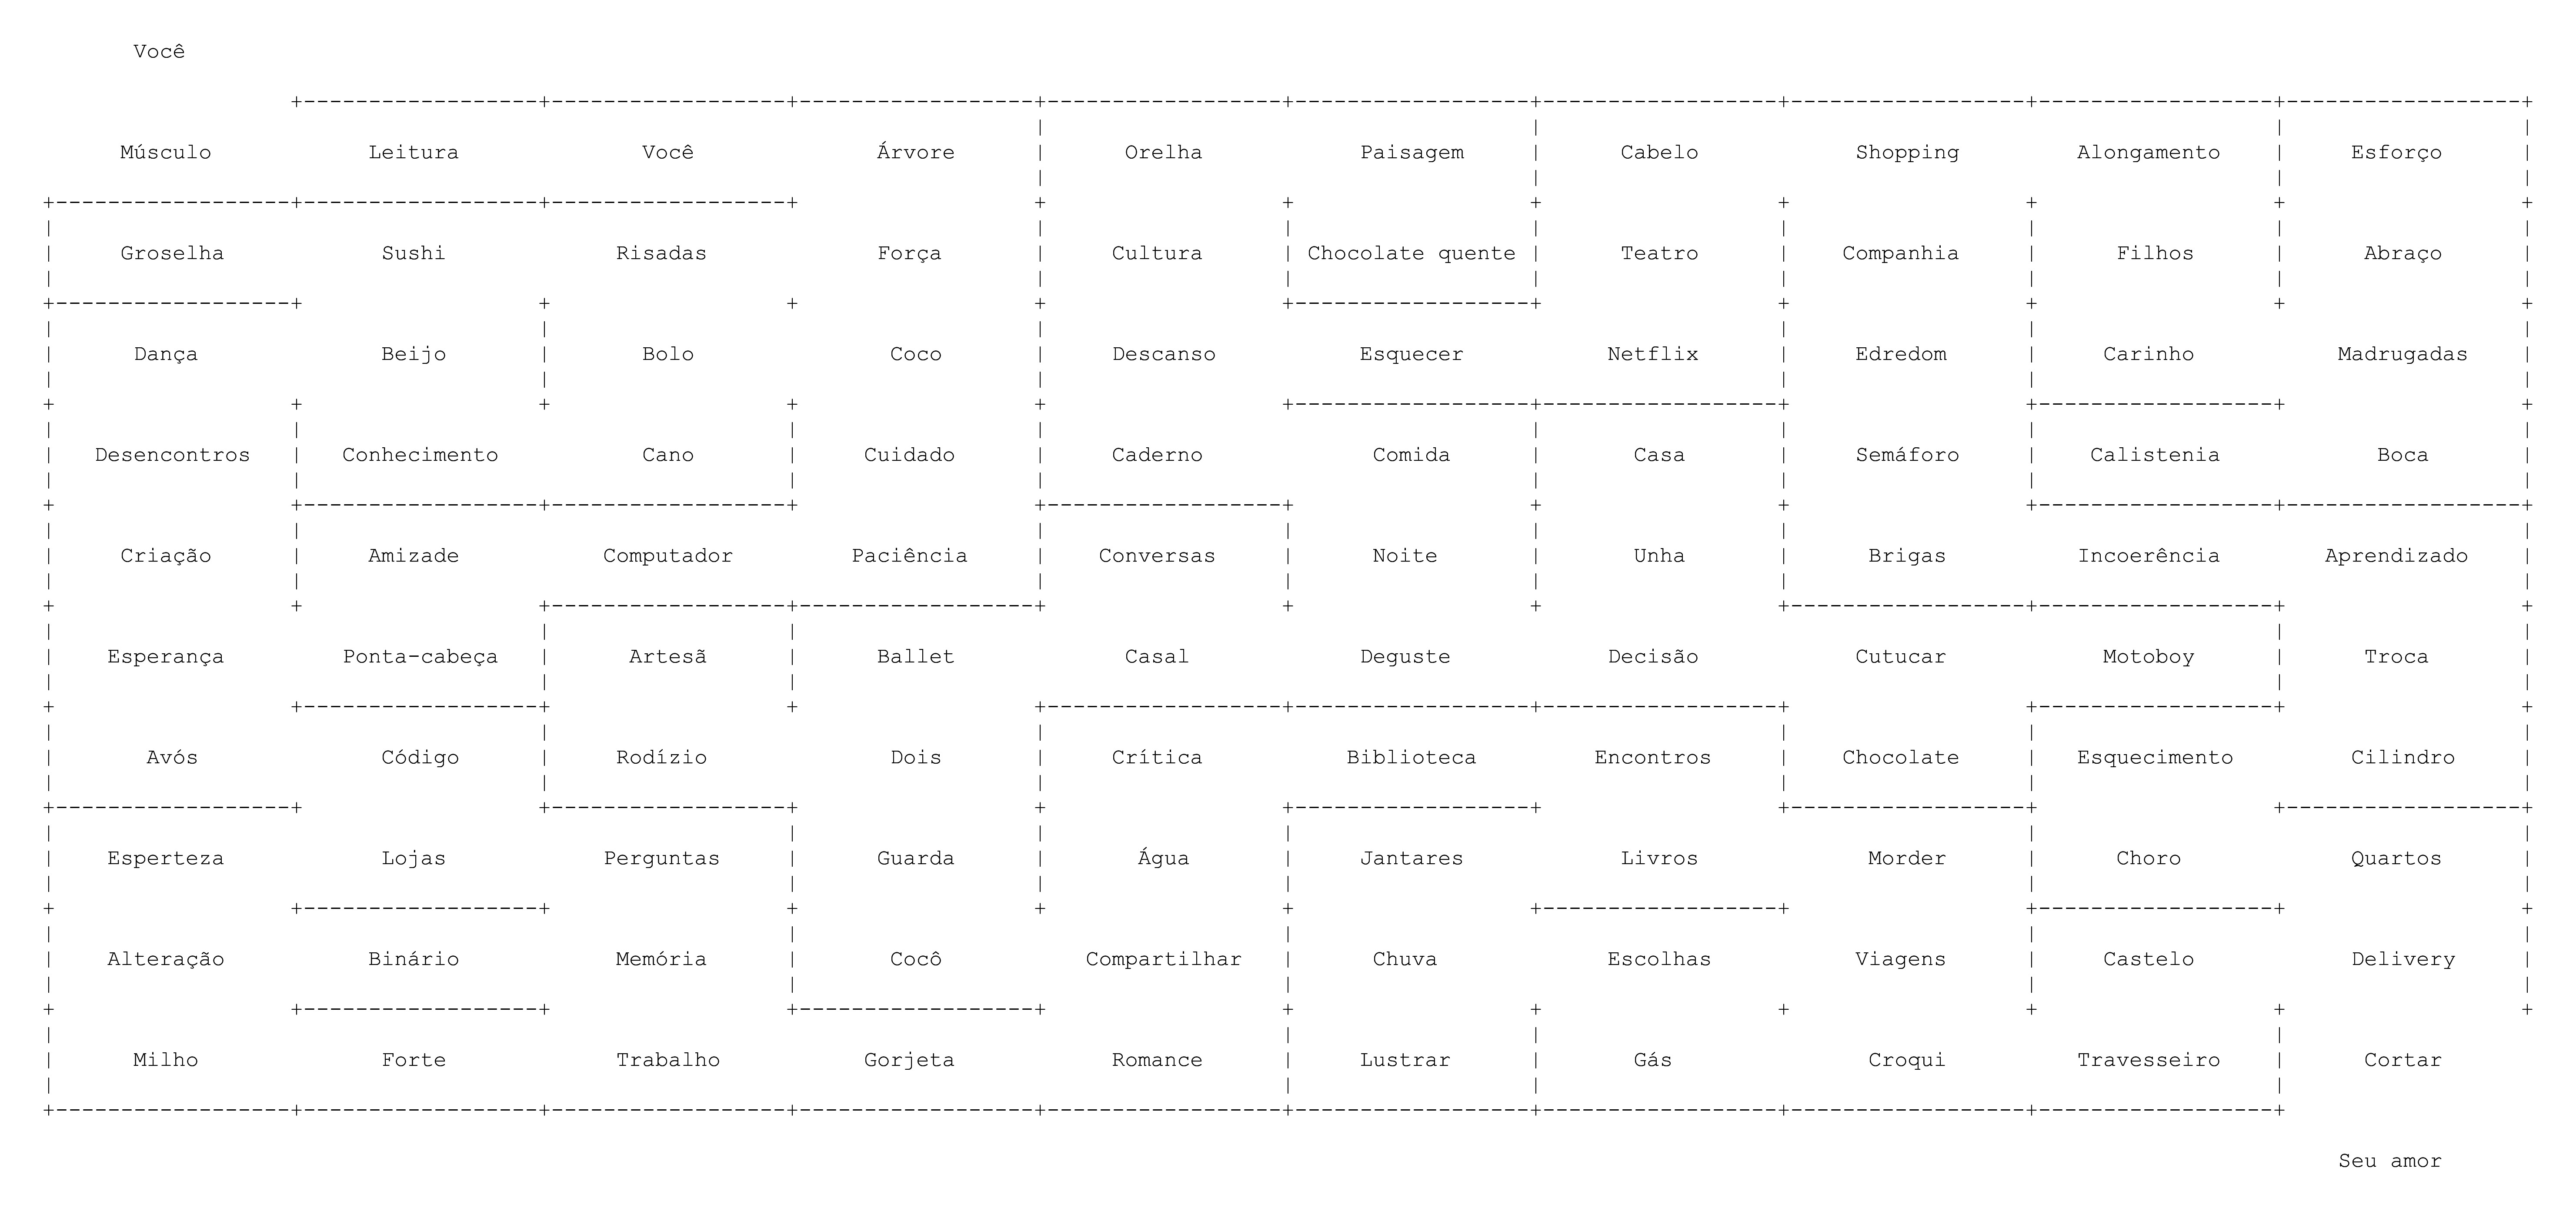 Você
Músculo Leitura Você Árvore Orelha Paisagem Cabelo Shopping Alongamento Esforço
Groselha Sushi Risadas Força Cultura Chocolate quente Teatro Companhia Filhos Abraço
Dança Beijo Bolo Coco Descanso Esquecer Netflix Edredom Carinho Madrugadas
Desencontros Conhecimento Cano Cuidado Caderno Comida Casa Semáforo Calistenia Boca
Criação Amizade Computador Paciência Conversas Noite Unha Brigas Incoerência Aprendizado
Esperança Ponta-cabeça Artesã Ballet Casal Deguste Decisão Cutucar Motoboy Troca
Avós Código Rodízio Dois Crítica Biblioteca Encontros Chocolate Esquecimento Cilindro
Esperteza Lojas Perguntas Guarda Água Jantares Livros Morder Choro Quartos
Alteração Binário Memória Cocô Compartilhar Chuva Escolhas Viagens Castelo Delivery
Milho Forte Trabalho Gorjeta Romance Lustrar Gás Croqui Travesseiro Cortar
Seu amor